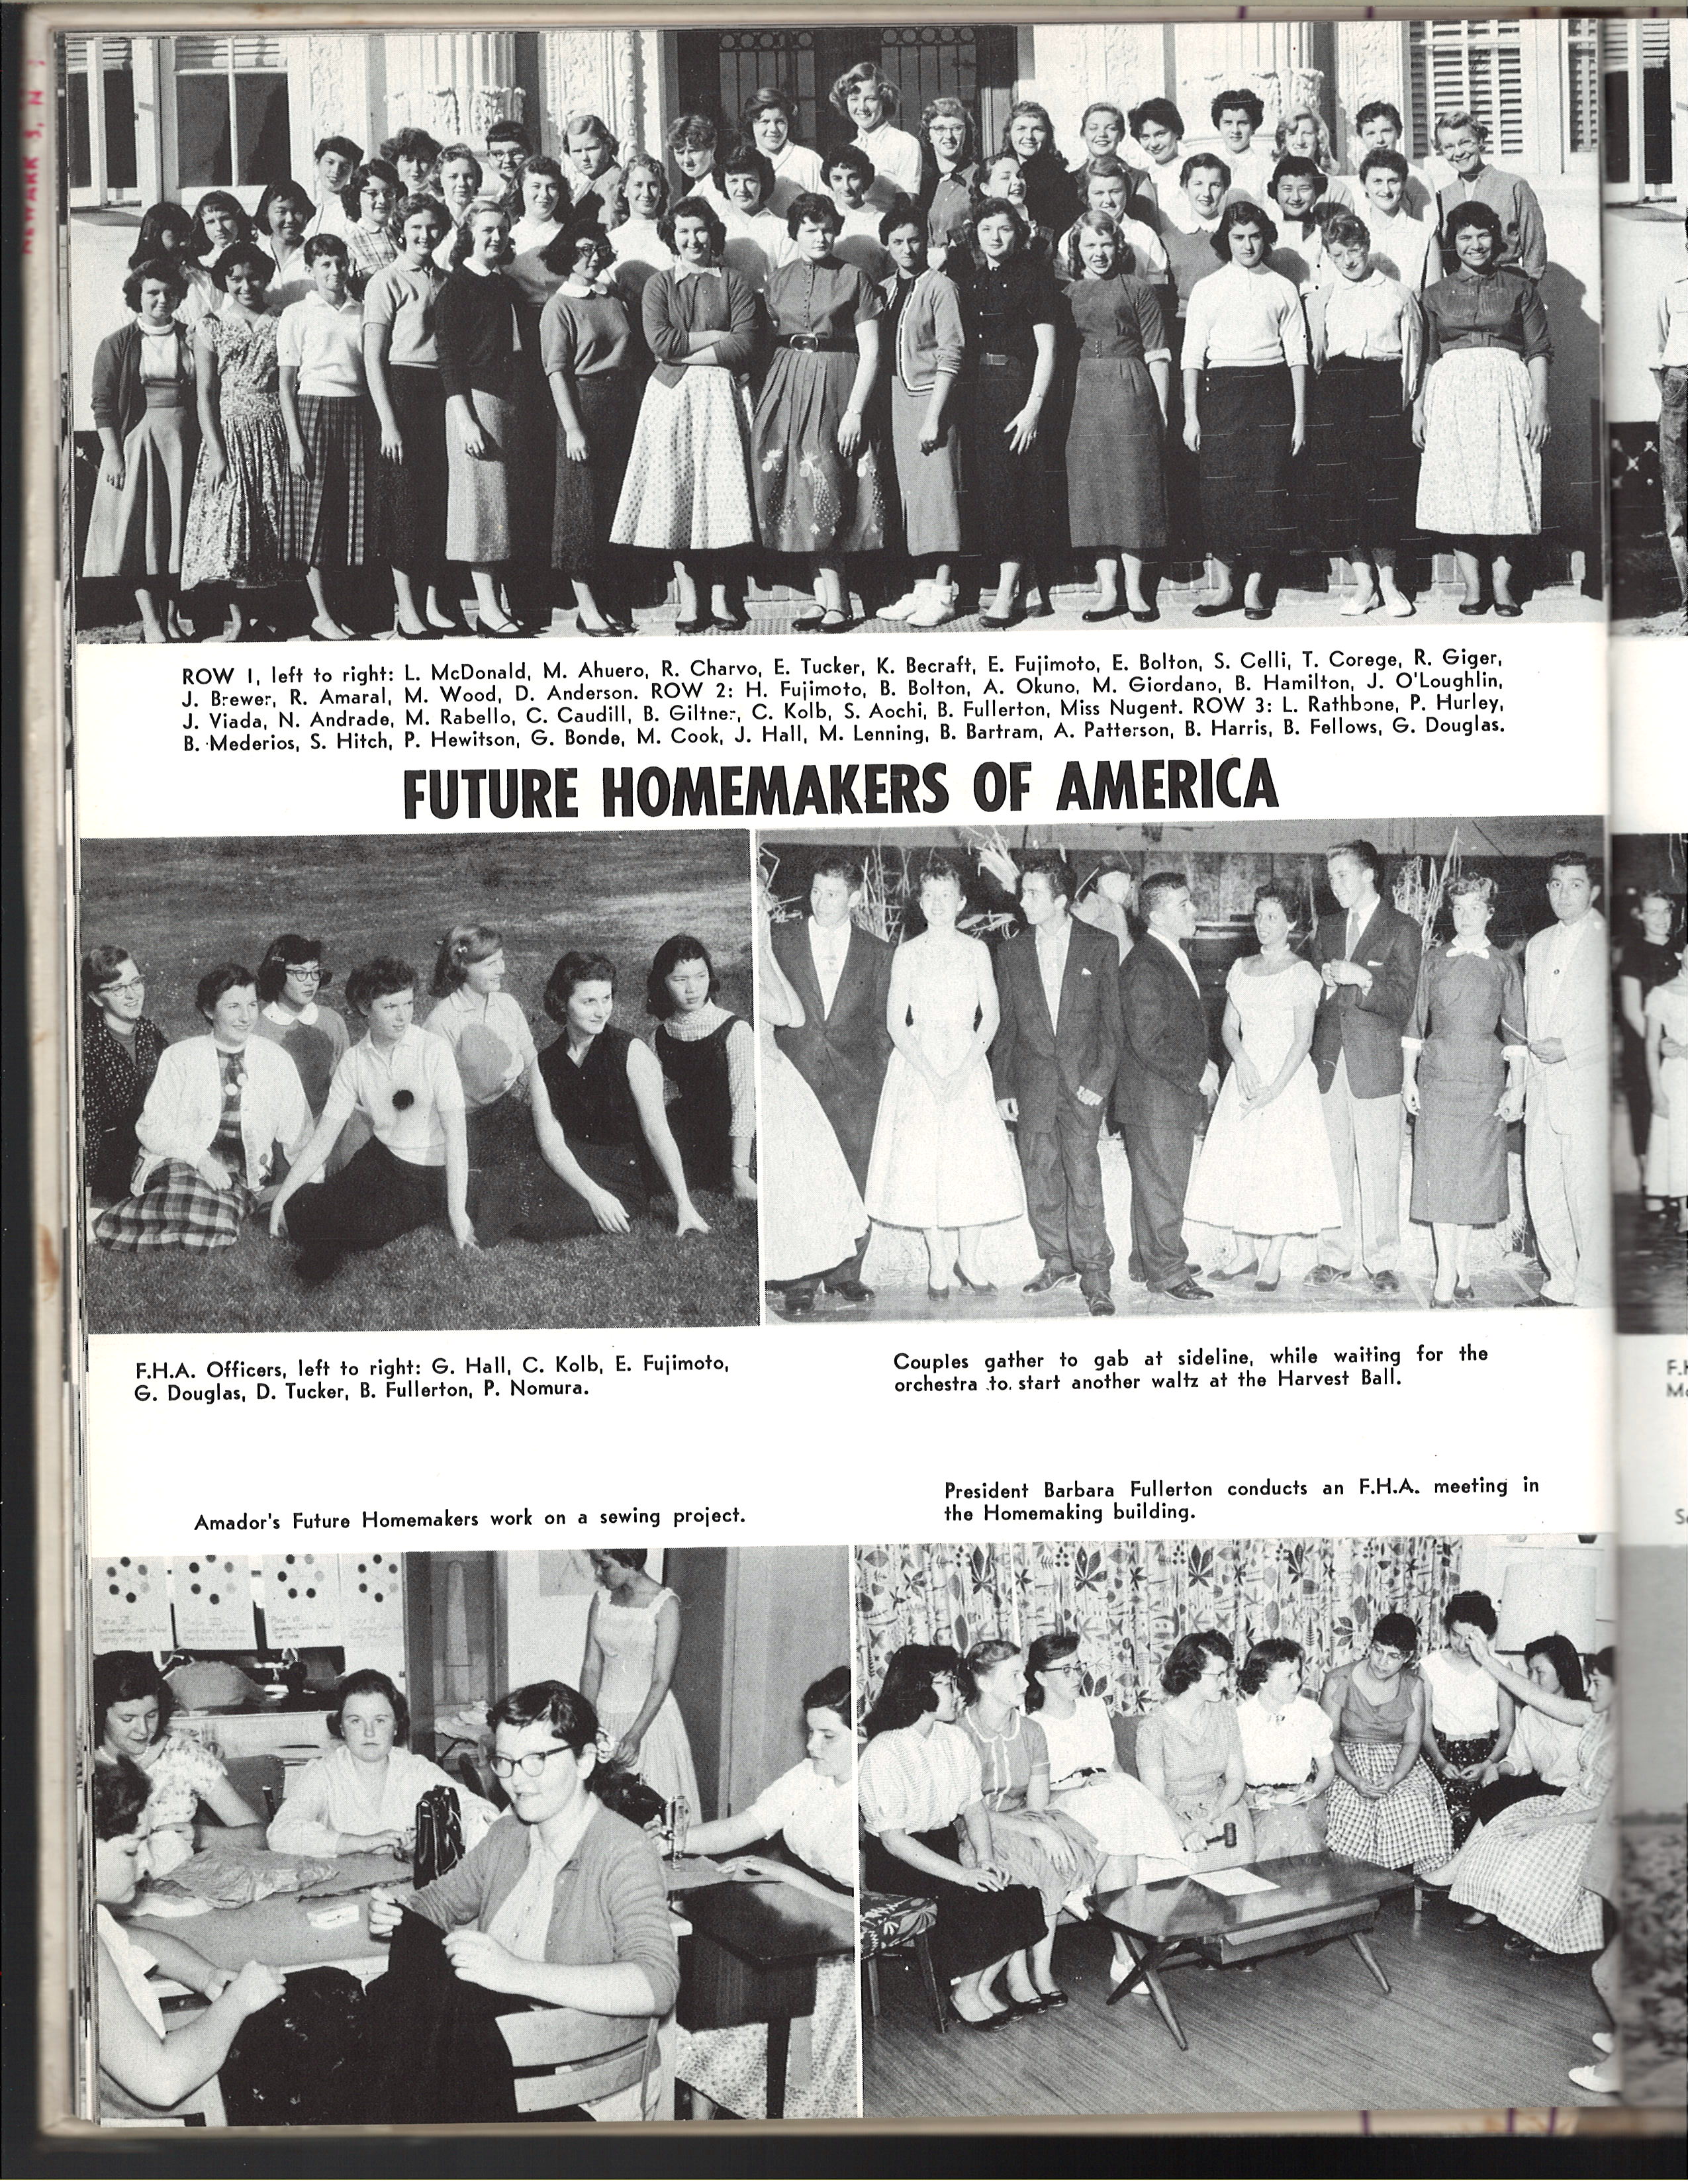 ROW 1, left to right: L. McDonald, M. Ahuero, R. Charvo, E. Tucker, K. Becraft, E. Fujimoto, E. Bolton, S. Celli, T. Corege, R. Giger,
J. Brewer, R. Amaral, M. Wood, D. Anderson. ROW 2: H. Fujimoto, B. Bolton, A. Okuno, M. Giordano, B. Hamilton, J. O'Loughlin,
J. Viada, N. Andrade, M. Rabello, C. Caudill, B. Giltner, C. Kolb, S. Aochi, B. Fullerton, Miss Nugent. ROW 3: L. Rathbone, P. Hurley,
B. Mederios, S. Hitch, P. Hewitson, G. Bonde, M. Cook, J. Hall, M. Lenning, B. Bartram, A. Patterson, B. Harris, B. Fellows, G. Douglas.
FUTURE HOMEMAKERS OF AMERICA
F.H.A. Officers, left to right: G. Hall, C. Kolb, E. Fujimoto,
G. Douglas, D. Tucker, B. Fullerton, P. Nomura.
Couples gather to gab at sideline, while waiting for the
orchestra to start another waltz at the Harvest Ball.
Amador's Future Homemakers work on a sewing project.
President Barbara Fullerton conducts an F.H.A. meeting in
the Homemaking building.
NEWARK 5, N J